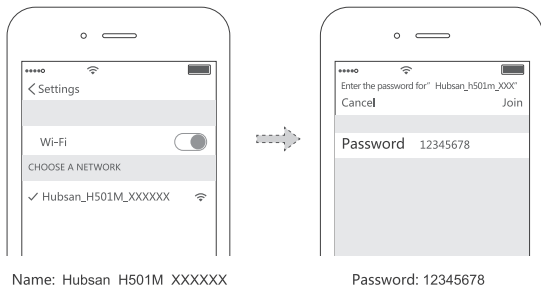 < Settings
Wi-Fi
CHOOSE A NETWORK
✓ Hubsan_H501M_XXXXXX
Name: Hubsan H501M XXXXXX
Enter the password for" Hubsan_h501m_XXX"
Cancel Join
Password 12345678
Password: 12345678